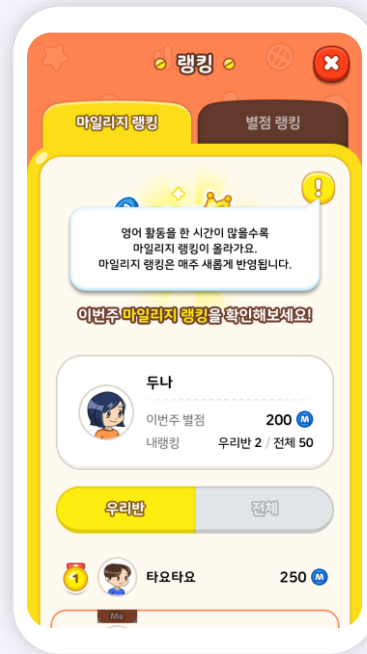 랭킹
마일리지 랭킹
별점 랭킹
영어 활동을 한 시간이 많을수록
마일리지 랭킹이 올라가요.
마일리지 랭킹은 매주 새롭게 반영됩니다.
이번주 마일리지 랭킹을 확인해보세요!
두나
이번주 별점 200 M
내랭킹 우리반 2 / 전체 50
우리반
전체
1 타요타요 250 M
Me